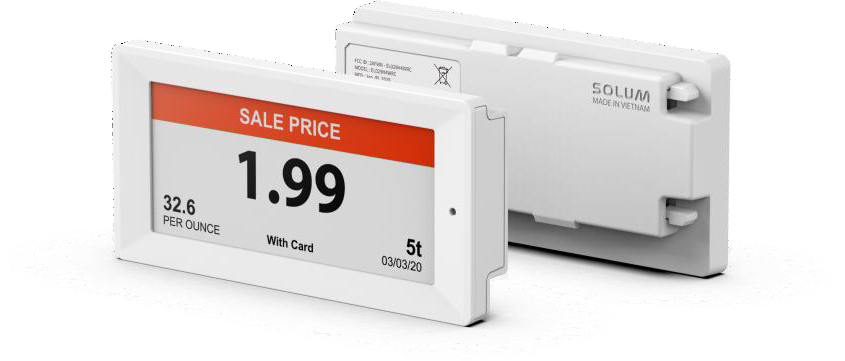 SALE PRICE
1.99
32.6
PER OUNCE
With Card
5t
03/03/20
SOLUM
MADE IN VIETNAM